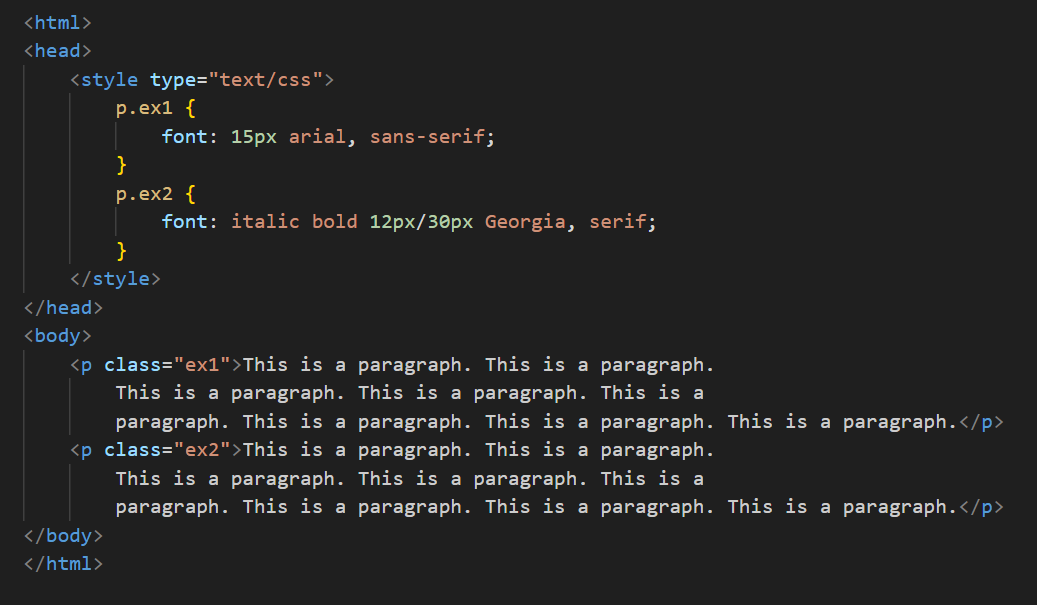 <html>
<head>
    <style type="text/css">
        p.ex1 {
            font: 15px arial, sans-serif;
        }
        p.ex2 {
            font: italic bold 12px/30px Georgia, serif;
        }
    </style>
</head>
<body>
    <p class="ex1">This is a paragraph. This is a paragraph.
        This is a paragraph. This is a paragraph. This is a
        paragraph. This is a paragraph. This is a paragraph. This is a paragraph.</p>
    <p class="ex2">This is a paragraph. This is a paragraph.
        This is a paragraph. This is a paragraph. This is a
        paragraph. This is a paragraph. This is a paragraph. This is a paragraph.</p>
</body>
</html>